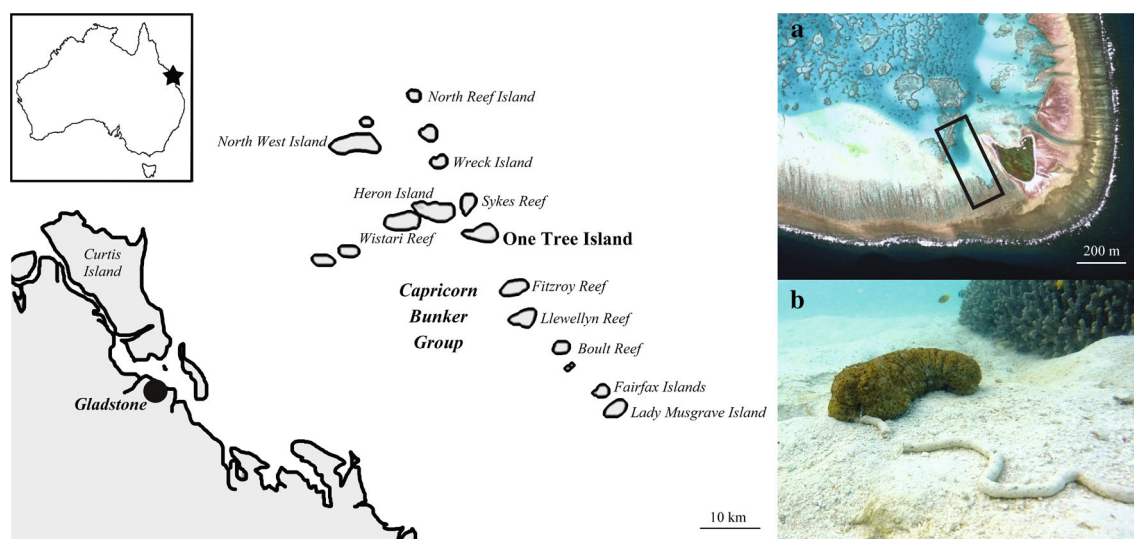 North Reef Island
North West Island
Wreck Island
Heron Island
Sykes Reef
Wistari Reef
One Tree Island
Curtis
Island
Capricorn
Bunker
Group
Fitzroy Reef
Llewellyn Reef
Boult Reef
Gladstone
Fairfax Islands
Lady Musgrave Island
10 km
a
200 m
b